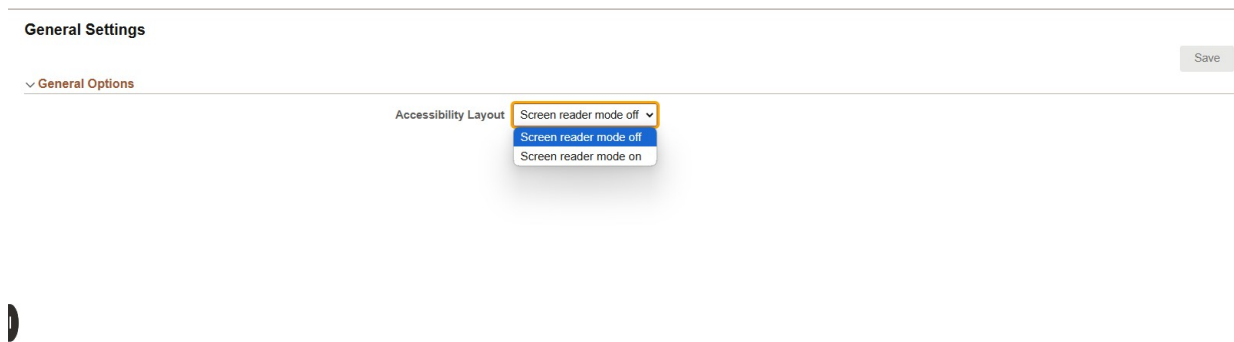 General Settings
Save
General Options
Accessibility Layout Screen reader mode off
Screen reader mode off
Screen reader mode on